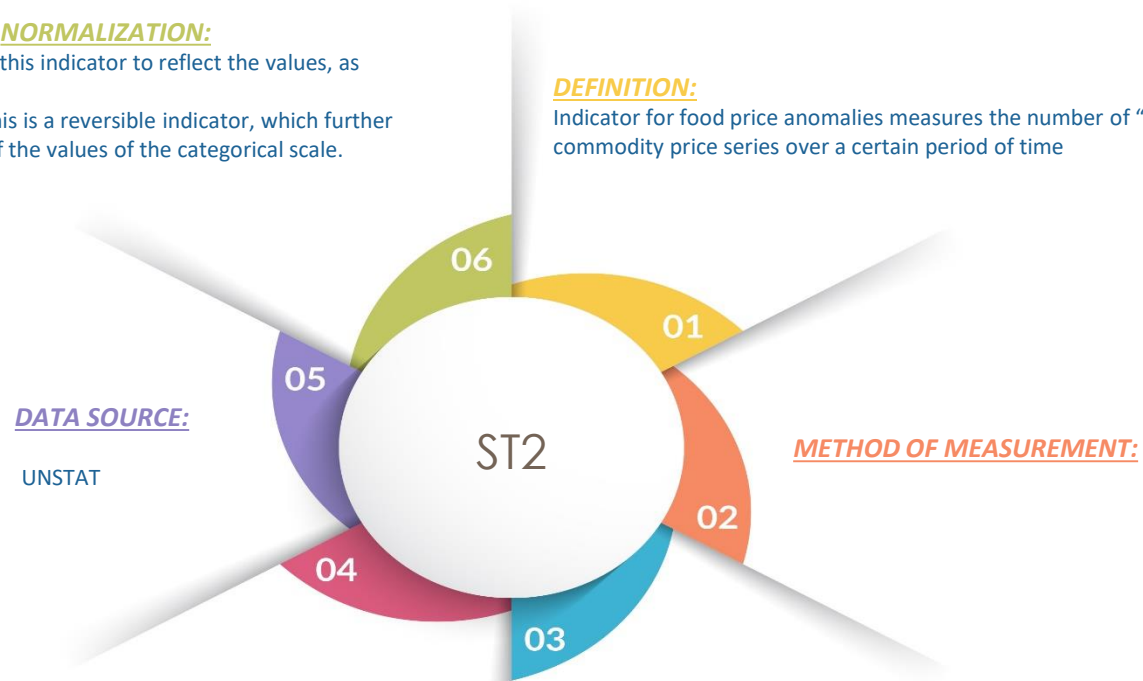 NORMALIZATION:
this indicator to reflect the values, as
is is a reversible indicator, which further
the values of the categorical scale.
DEFINITION:
Indicator for food price anomalies measures the number of “
commodity price series over a certain period of time
06
01
05
DATA SOURCE:
UNSTAT
ST2
METHOD OF MEASUREMENT:
02
04
03